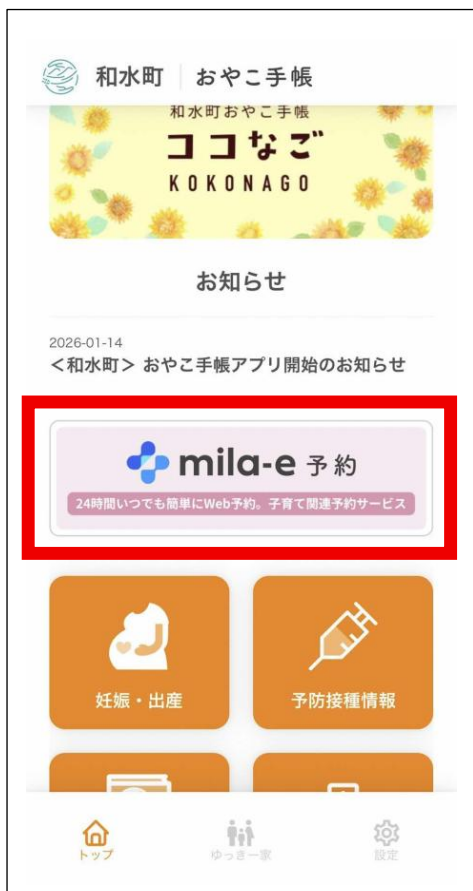 和水町 おやこ手帳
和水町おやこ手帳
ココなご
KOKONAGO
お知らせ
2026-01-14
＜和水町＞ おやこ手帳アプリ開始のお知らせ
mila-e 予約
24時間いつでも簡単にWeb予約。子育て関連予約サービス
妊娠・出産
予防接種情報
トップ
ゆっきー家
設定